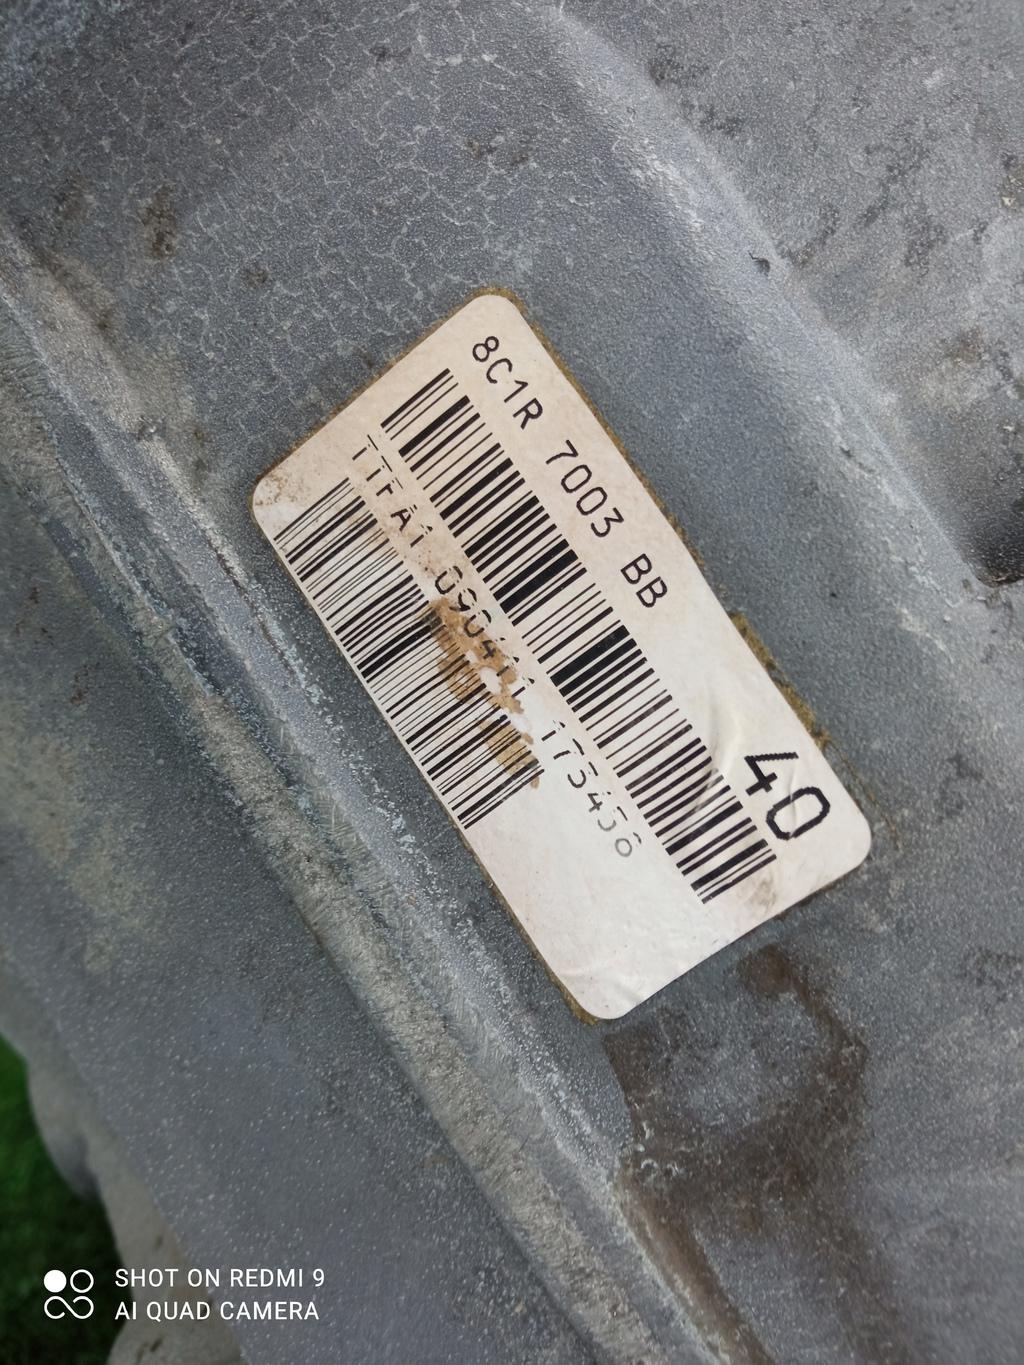 8C1R 7003 BB
40
SHOT ON REDMI 9
AI QUAD CAMERA